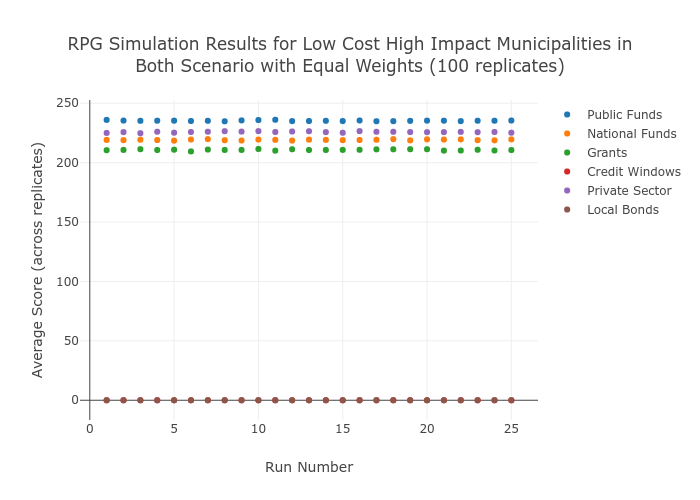 RPG Simulation Results for Low Cost High Impact Municipalities in
Both Scenario with Equal Weights (100 replicates)
250
200
150
100
50
0
Average Score (across replicates)
0 5 10 15 20 25
Run Number
Public Funds
National Funds
Grants
Credit Windows
Private Sector
Local Bonds